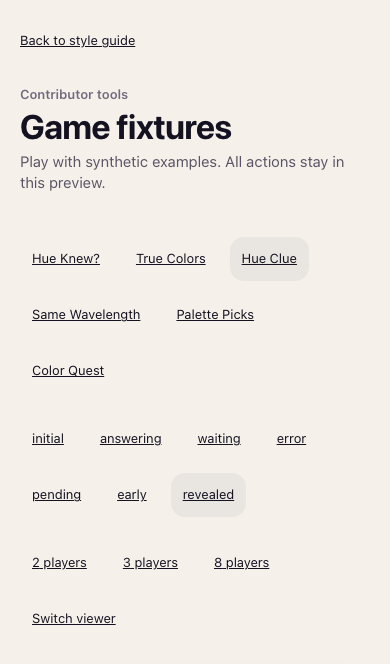 Back to style guide
Contributor tools
Game fixtures
Play with synthetic examples. All actions stay in
this preview.
Hue Knew? True Colors Hue Clue
Same Wavelength Palette Picks
Color Quest
initial answering waiting error
pending early revealed
2 players 3 players 8 players
Switch viewer